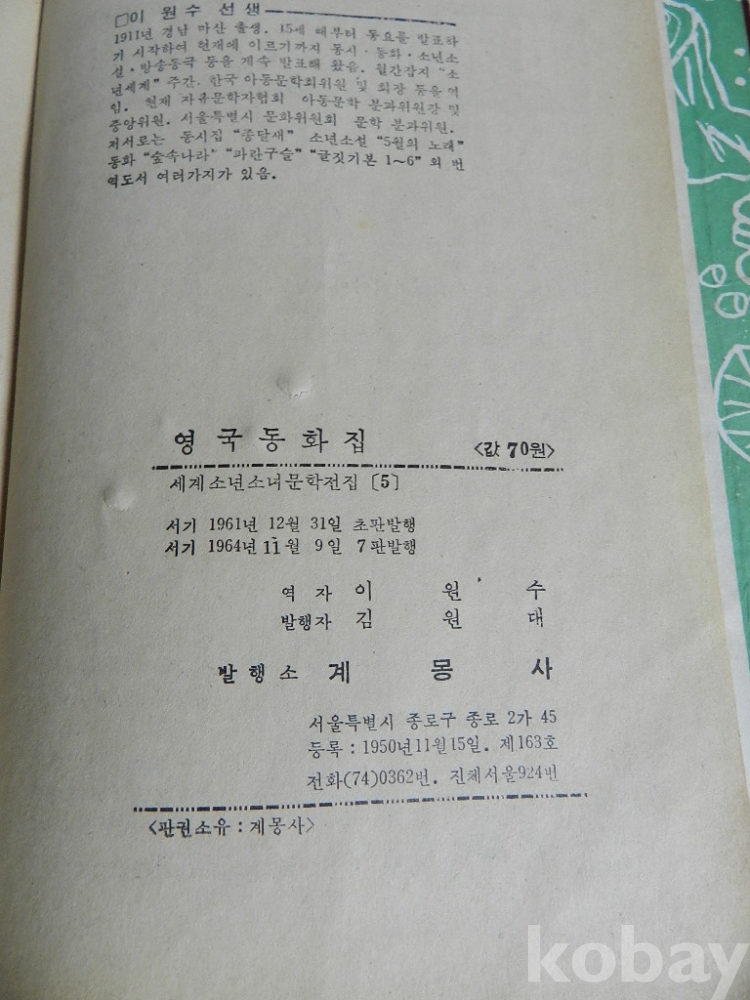 □이 원수 선생
1911년 경남 마산 출생. 15세 때부터 동요를 발표하
기 시작하여 현재에 이르기까지 동시·동화·소년소
설·방송동극 등을 계속 발표해 왔음. 월간잡지 "소
년세계" 주간. 한국 아동문학회위원 및 회장 등을 역
임. 현재 자유문학자협회 아동문학 분과위원장 및
중앙위원. 서울특별시 문화위원회 문학 분과위원.
저서로는 동시집 "종달새" 소년소설 "5월의 노래"
동화 "숲속나라" "파란구슬" "글짓기본 1~6" 외 번
역도서 여러가지가 있음.
영국동화집 <값 70원>
세계소년소녀문학전집 [5]
서기 1961년 12월 31일 초판발행
서기 1964년 11월 9일 7판발행
역 자 이 원 수
발행자 김 원 대
발행소 계 몽 사
서울특별시 종로구 종로 2가 45
등록 : 1950년11월15일. 제163호
전화(74)0362번. 진체서울924번
<판권소유 : 계몽사>
kobay